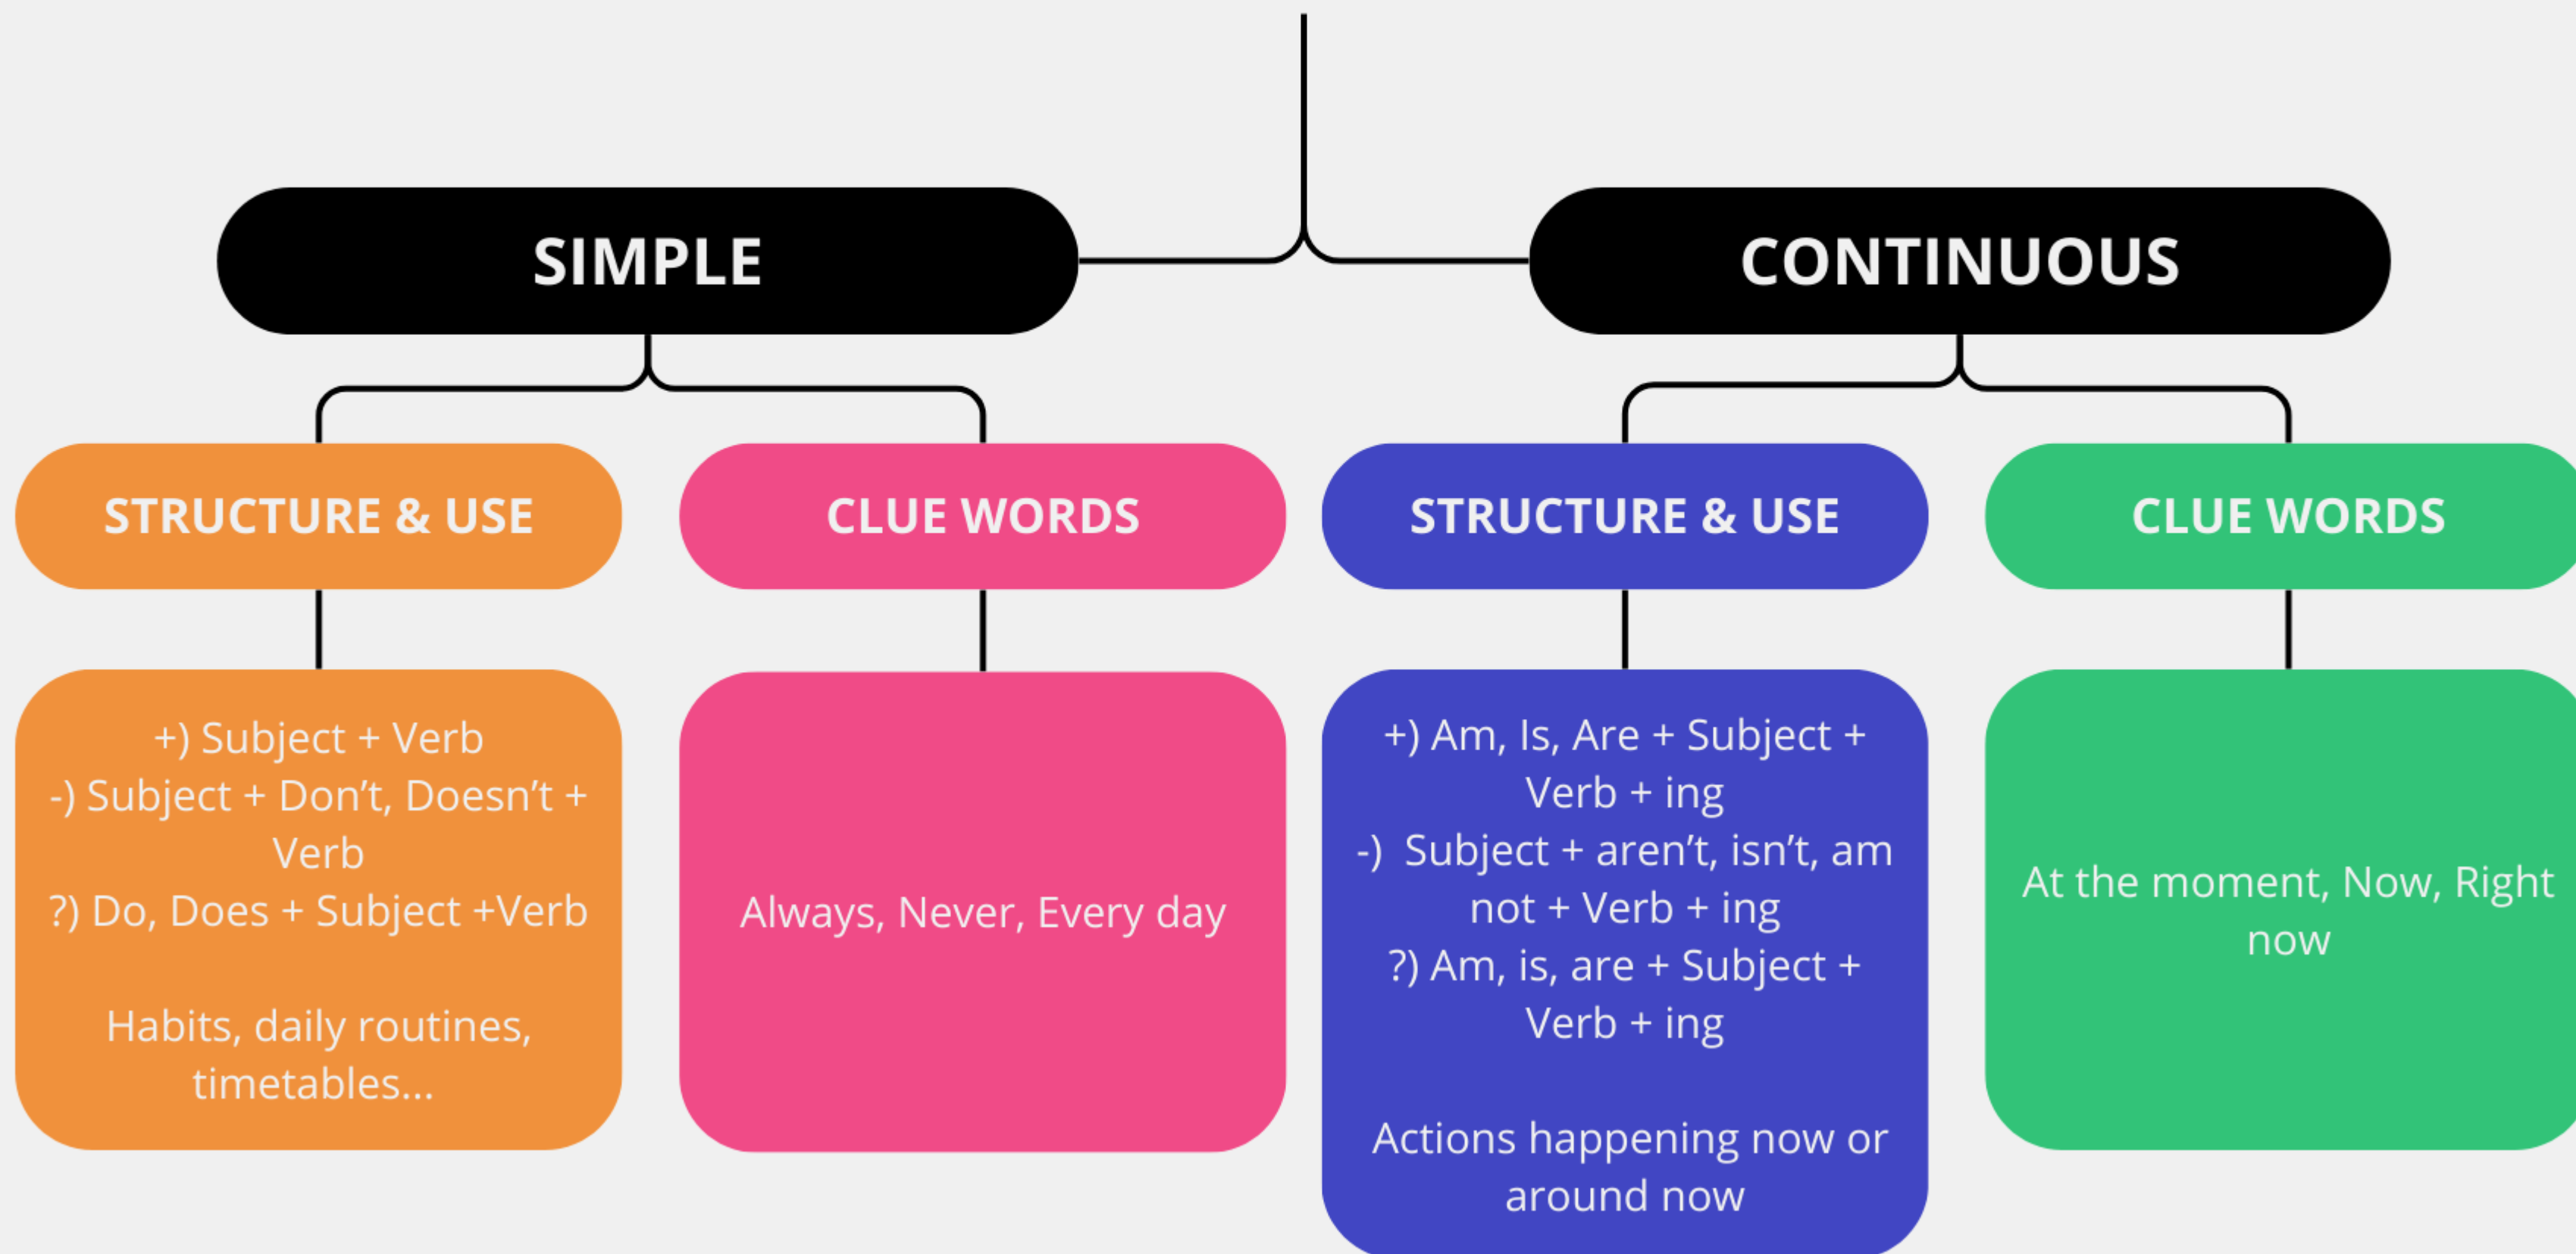 SIMPLE
CONTINUOUS
STRUCTURE & USE
CLUE WORDS
STRUCTURE & USE
CLUE WORDS
+) Subject + Verb
-) Subject + Don’t, Doesn’t +
Verb
?) Do, Does + Subject +Verb
Habits, daily routines,
timetables...
Always, Never, Every day
+) Am, Is, Are + Subject +
Verb + ing
-)  Subject + aren’t, isn’t, am
not + Verb + ing
?) Am, is, are + Subject +
Verb + ing
Actions happening now or
around now
At the moment, Now, Right
now